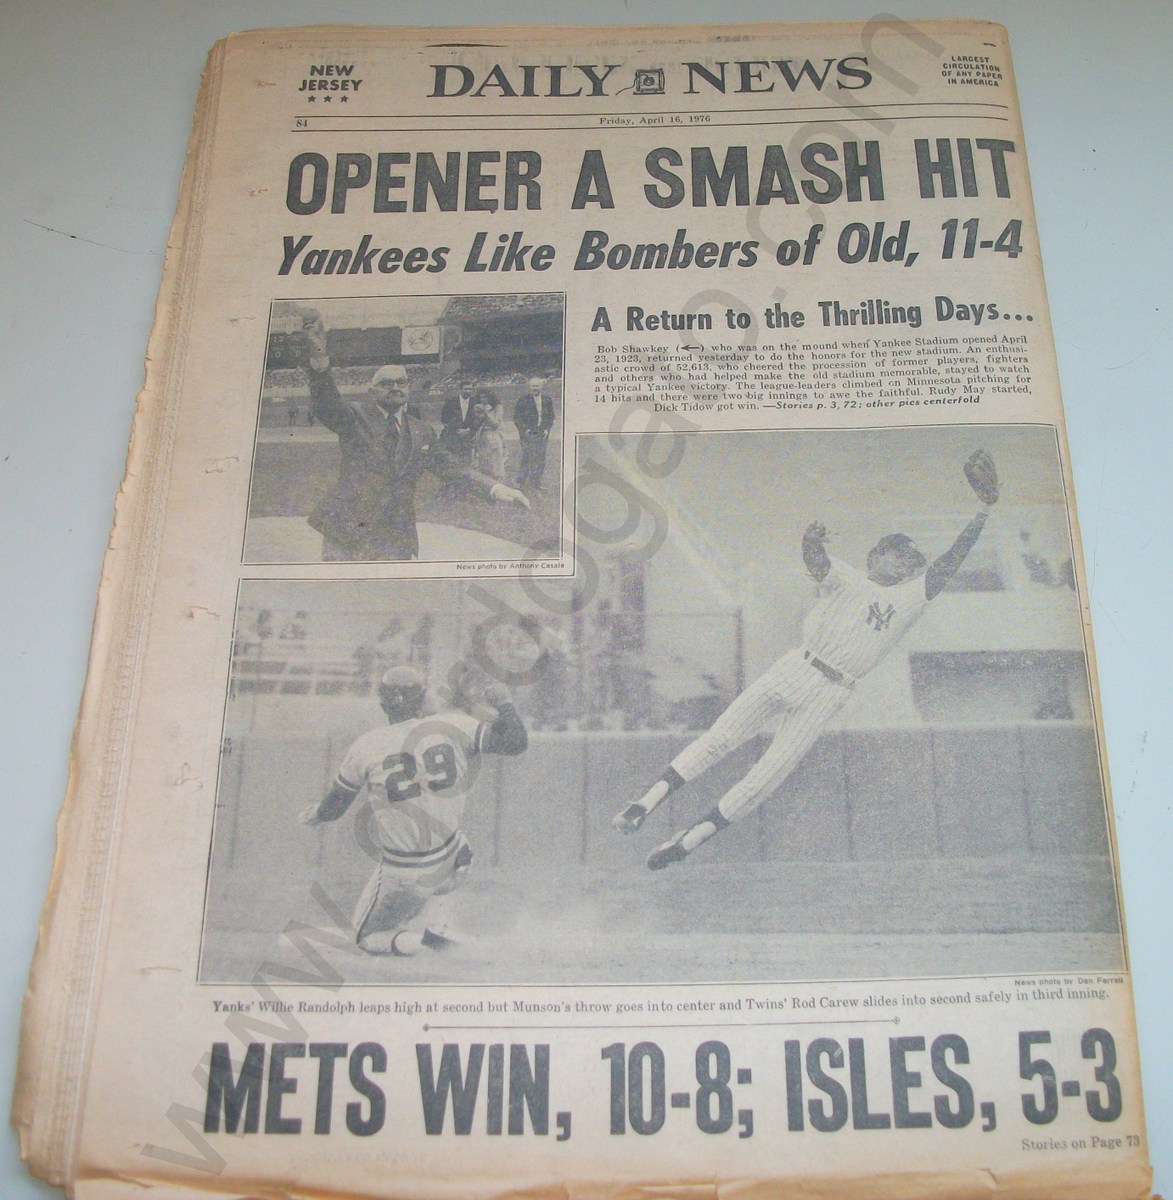 NEW
JERSEY
★ ★ ★
DAILY NEWS
LARGEST
CIRCULATION
OF ANY PAPER
IN AMERICA
84
Friday, April 16, 1976
OPENER A SMASH HIT
Yankees Like Bombers of Old, 11-4
A Return to the Thrilling Days...
Bob Shawkey (←) who was on the mound when Yankee Stadium opened April
23, 1923, returned yesterday to do the honors for the new stadium. An enthusi-
astic crowd of 52,613, who cheered the procession of former players, fighters
and others who had helped make the old stadium memorable, stayed to watch
a typical Yankee victory. The league-leaders climbed on Minnesota pitching for
14 hits and there were two big innings to awe the faithful. Rudy May started,
Dick Tidow got win. —Stories p. 3, 72; other pics centerfold
News photo by Anthony Casale
NY
29
News photo by Dan Farrell
Yanks' Willie Randolph leaps high at second but Munson's throw goes into center and Twins' Rod Carew slides into second safely in third inning.
METS WIN, 10-8; ISLES, 5-3
Stories on Page 73
www.gordogato.com